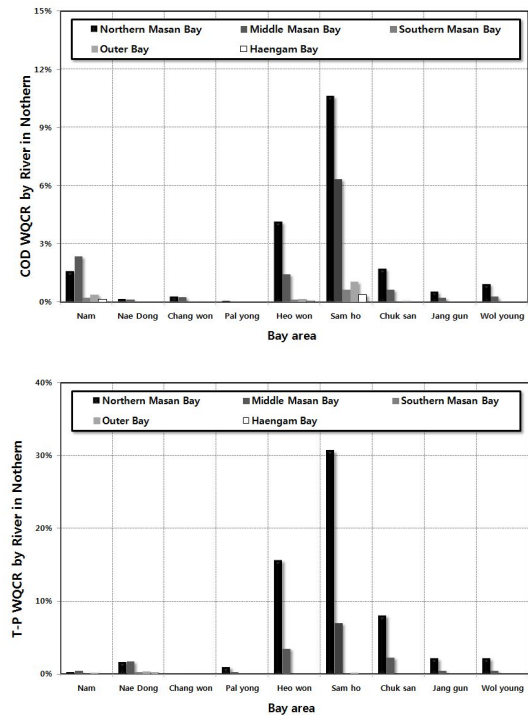 15%
Northern Masan Bay Middle Masan Bay Southern Masan Bay
Outer Bay Haengam Bay
12%
9%
6%
3%
0%
COD WQCR by River in Nothern
Nam Nae Dong Chang won Pal yong Heo won Sam ho Chuk san Jang gun Wol young
Bay area
40%
Northern Masan Bay Middle Masan Bay Southern Masan Bay
Outer Bay Haengam Bay
30%
20%
10%
0%
T-P WQCR by River in Nothern
Nam Nae Dong Chang won Pal yong Heo won Sam ho Chuk san Jang gun Wol young
Bay area